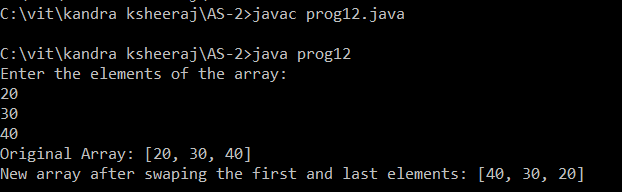 C:\vit\kandra ksheeraj\AS-2>javac prog12.java
C:\vit\kandra ksheeraj\AS-2>java prog12
Enter the elements of the array:
20
30
40
Original Array: [20, 30, 40]
New array after swaping the first and last elements: [40, 30, 20]